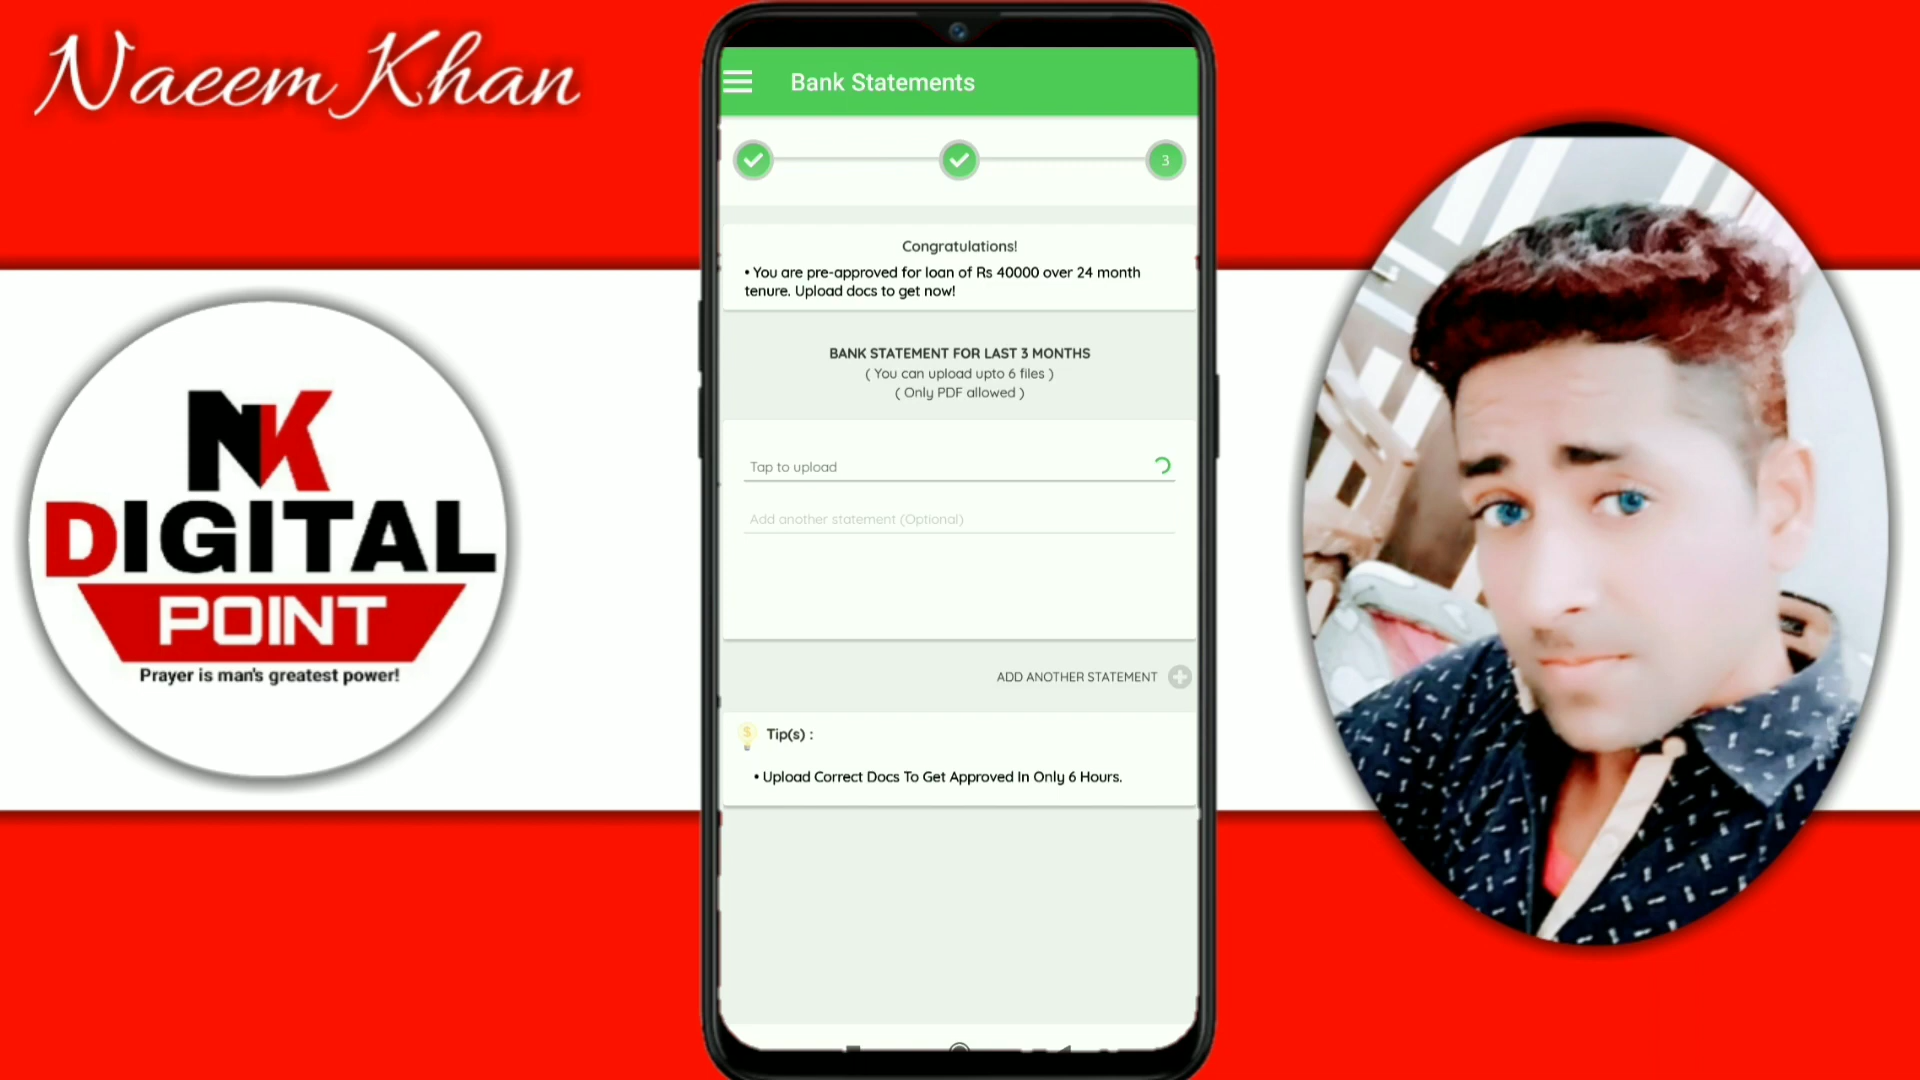 Naeem Khan
NK
DIGITAL
POINT
Prayer is man's greatest power!
Bank Statements
3
Congratulations!
• You are pre-approved for loan of Rs 40000 over 24 month
tenure. Upload docs to get now!
BANK STATEMENT FOR LAST 3 MONTHS
( You can upload upto 6 files )
( Only PDF allowed )
Tap to upload
Add another statement (Optional)
ADD ANOTHER STATEMENT
$
Tip(s) :
• Upload Correct Docs To Get Approved In Only 6 Hours.